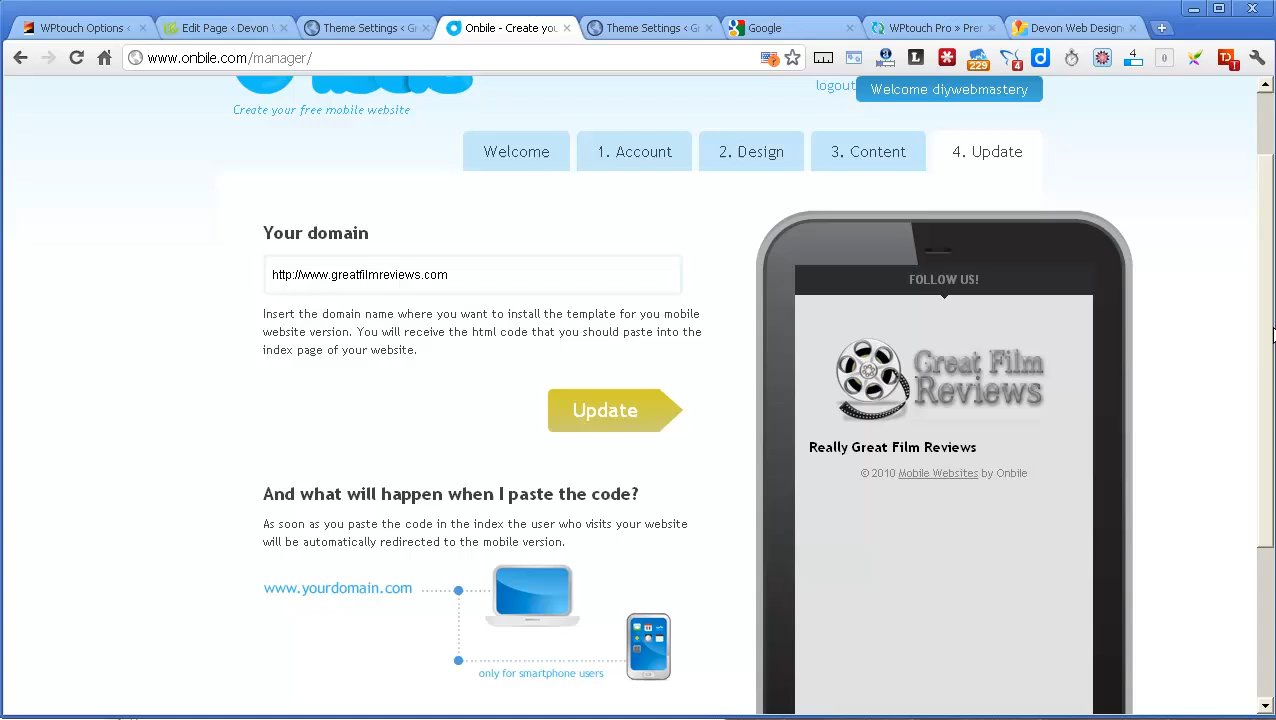 WPtouch Options <
Edit Page < Devon \
Theme Settings < Gr
Onbile - Create you
Theme Settings < G
Google
WPtouch Pro » Prer
Devon Web Design
www.onbile.com/manager/
229
4
4
0
1
Create your free mobile website
logout
Welcome diywebmastery
Welcome
1. Account
2. Design
3. Content
4. Update
Your domain
http://www.greatfilmreviews.com
Insert the domain name where you want to install the template for you mobile
website version. You will receive the html code that you should paste into the
index page of your website.
Update
And what will happen when I paste the code?
As soon as you paste the code in the index the user who visits your website
will be automatically redirected to the mobile version.
www.yourdomain.com
only for smartphone users
FOLLOW US!
Great Film
Reviews
Really Great Film Reviews
© 2010 Mobile Websites by Onbile